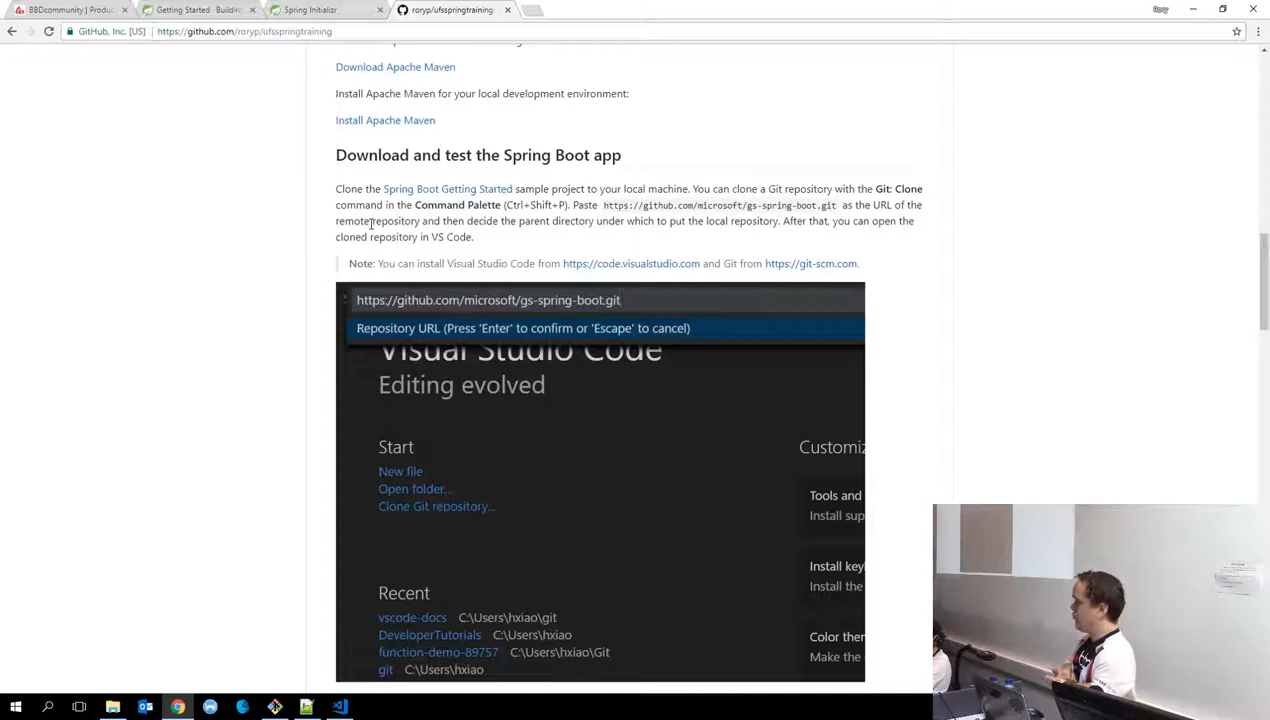 BBDcommunity | Produc
Getting Started · Building
Spring Initializr
roryp/ufsspringtraining
Rory
GitHub, Inc. [US]
https://github.com/roryp/ufsspringtraining
Download Apache Maven
Install Apache Maven for your local development environment:
Install Apache Maven
Download and test the Spring Boot app
Clone the Spring Boot Getting Started sample project to your local machine. You can clone a Git repository with the Git: Clone
command in the Command Palette (Ctrl+Shift+P). Paste https://github.com/microsoft/gs-spring-boot.git as the URL of the
remote repository and then decide the parent directory under which to put the local repository. After that, you can open the
cloned repository in VS Code.
Note: You can install Visual Studio Code from https://code.visualstudio.com and Git from https://git-scm.com.
https://github.com/microsoft/gs-spring-boot.git
Repository URL (Press 'Enter' to confirm or 'Escape' to cancel)
Visual Studio Code
Editing evolved
Start
New file
Open folder...
Clone Git repository...
Customiz
Tools and
Install sup
Install key
Install the
Color them
Make the
Recent
vscode-docs C:\Users\hxiao\git
DeveloperTutorials C:\Users\hxiao
function-demo-89757 C:\Users\hxiao\Git
git C:\Users\hxiao